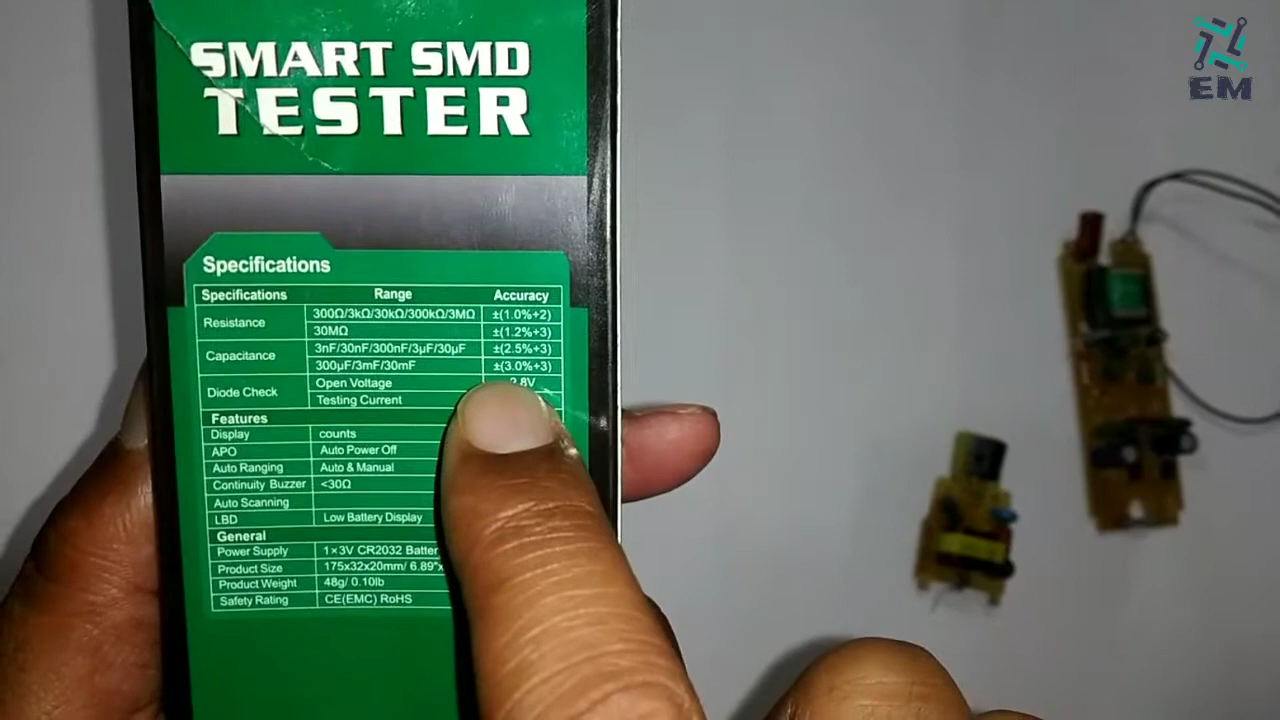 EM
SMART SMD
TESTER
Specifications
Specifications Range Accuracy
Resistance 300Ω/3kΩ/30kΩ/300kΩ/3MΩ ±(1.0%+2)
30MΩ ±(1.2%+3)
Capacitance 3nF/30nF/300nF/3µF/30µF ±(2.5%+3)
300µF/3mF/30mF ±(3.0%+3)
Diode Check Open Voltage 2.8V
Testing Current
Features
Display counts
APO Auto Power Off
Auto Ranging Auto & Manual
Continuity Buzzer <30Ω
Auto Scanning
LBD Low Battery Display
General
Power Supply 1×3V CR2032
Product Size 175x32x20mm/ 6.89"x
Product Weight 48g/ 0.10lb
Safety Rating CE(EMC) RoHS